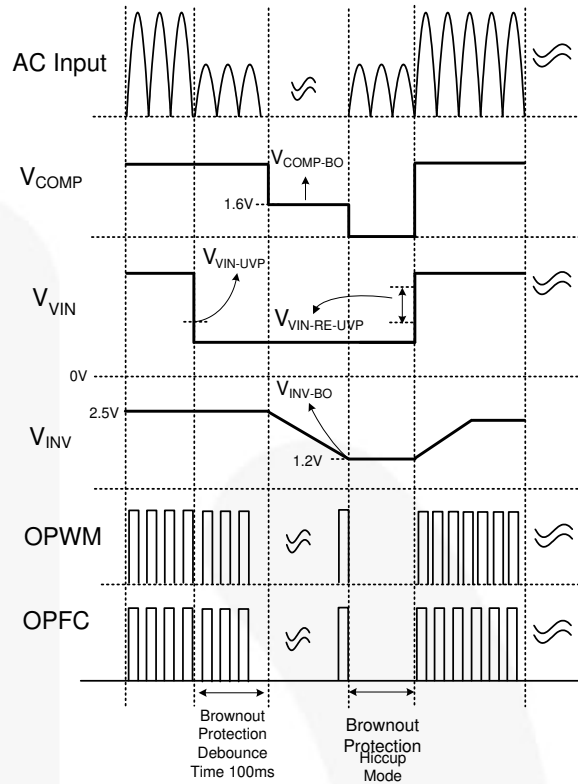 AC Input
VCOMP
VCOMP-BO
1.6V
VVIN-UVP
VVIN
VVIN-RE-UVP
0V
VINV-BO
2.5V
VINV
1.2V
OPWM
OPFC
Brownout
Protection
Debounce
Time 100ms
Brownout
Protection
Hiccup
Mode